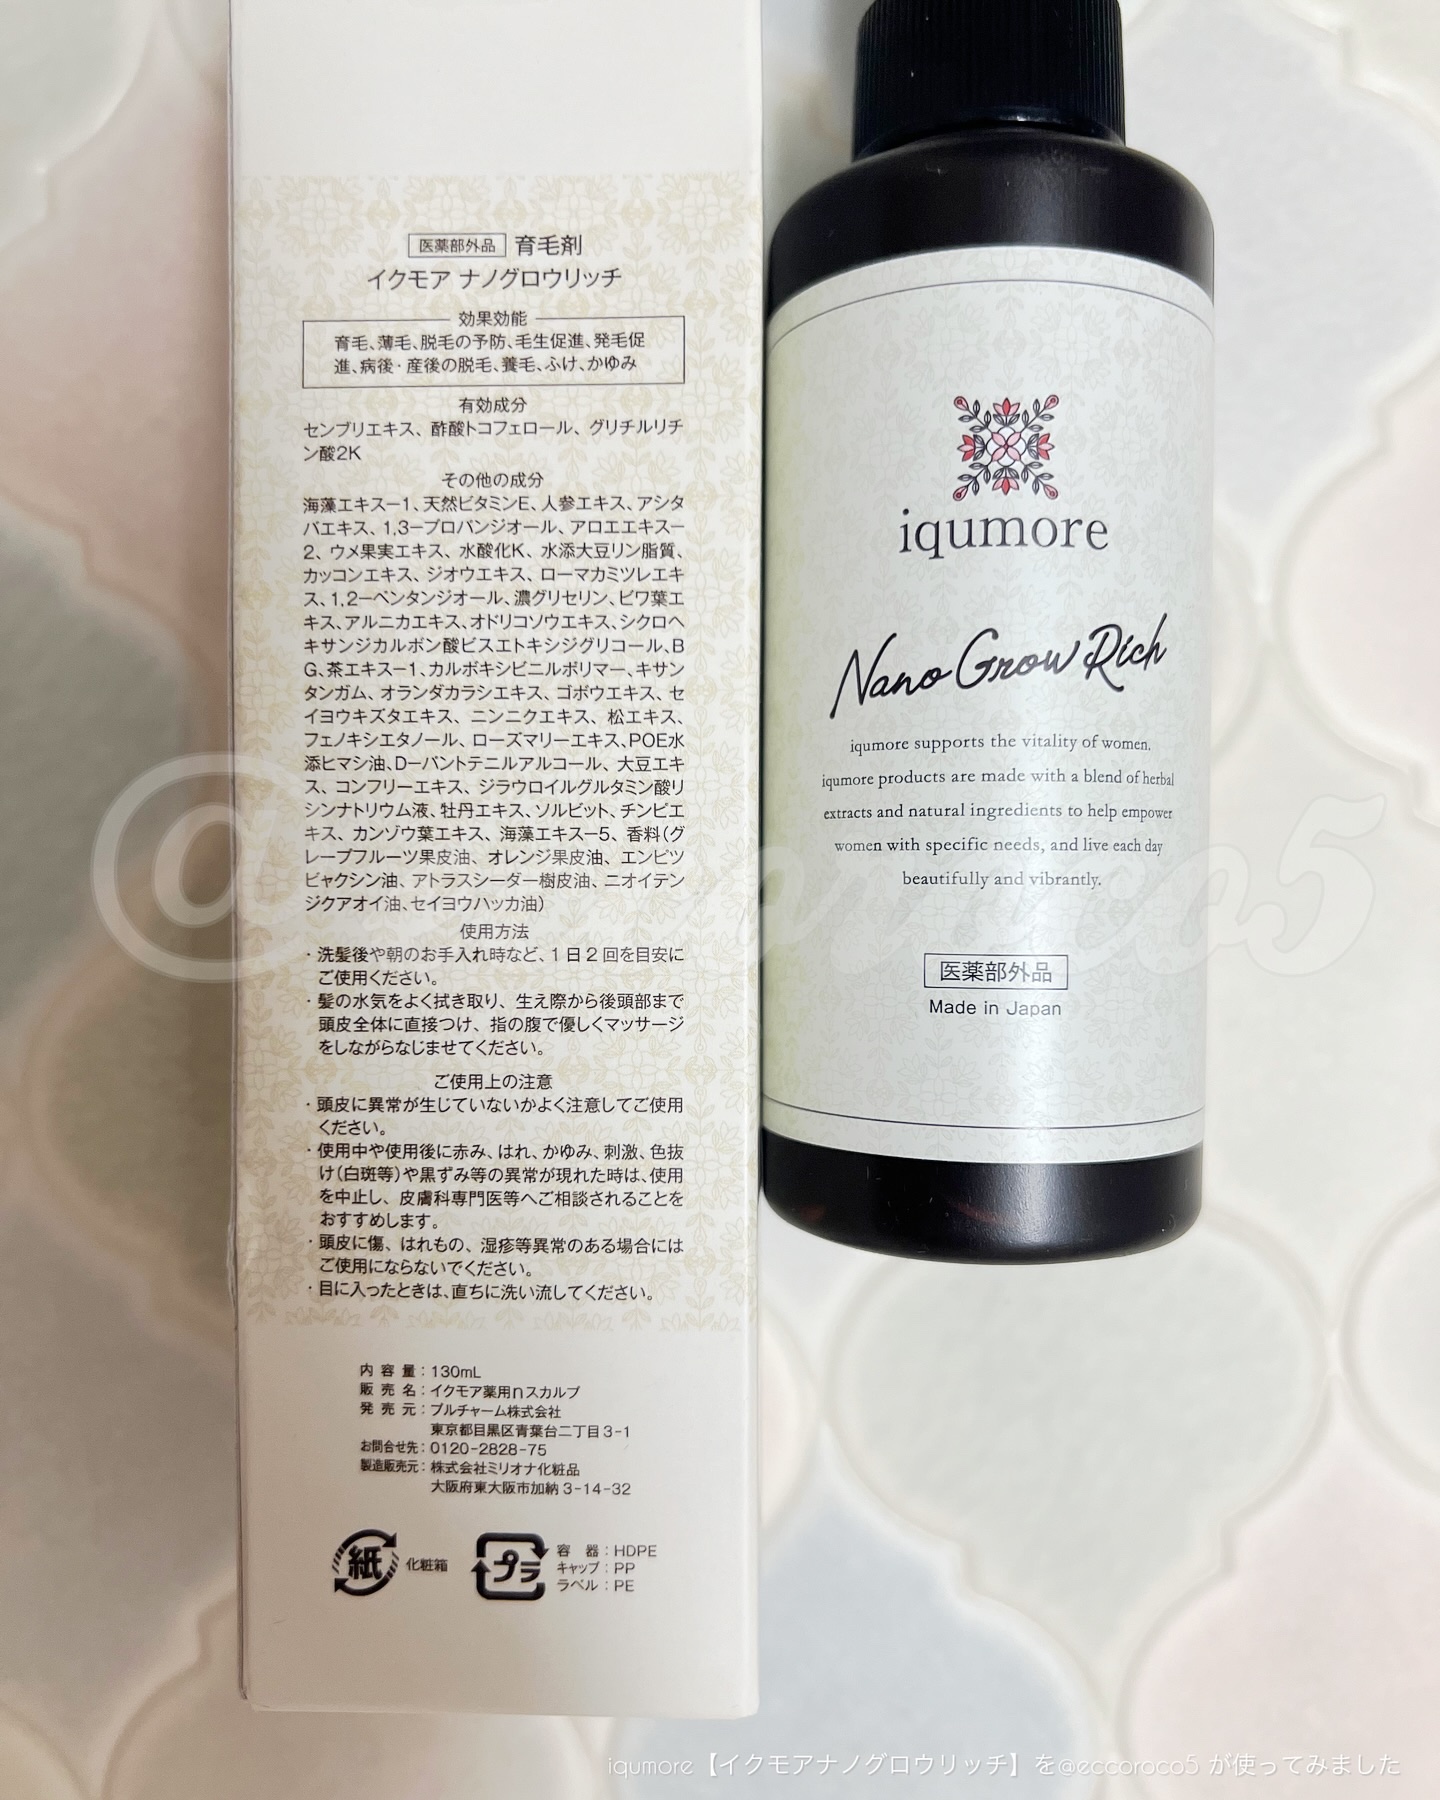 医薬部外品 育毛剤
イクモア ナノグロウリッチ
効果効能
育毛、薄毛、脱毛の予防、毛生促進、発毛促
進、病後・産後の脱毛、養毛、ふけ、かゆみ
有効成分
センブリエキス、酢酸トコフェロール、グリチルリチ
ン酸2K
その他の成分
海藻エキス−1、天然ビタミンE、人参エキス、アシタ
バエキス、1,3−プロパンジオール、アロエエキス−
2、ウメ果実エキス、水酸化K、水添大豆リン脂質、
カッコンエキス、ジオウエキス、ローマカミツレエキ
ス、1,2−ペンタンジオール、濃グリセリン、ビワ葉エ
キス、アルニカエキス、オドリコソウエキス、シクロヘ
キサンジカルボン酸ビスエトキシジグリコール、B
G、茶エキス−1、カルボキシビニルポリマー、キサン
タンガム、オランダカラシエキス、ゴボウエキス、セ
イヨウキズタエキス、ニンニクエキス、松エキス、
フェノキシエタノール、ローズマリーエキス、POE水
添ヒマシ油、D−パントテニルアルコール、大豆エキ
ス、コンフリーエキス、ジラウロイルグルタミン酸リ
シンナトリウム液、牡丹エキス、ソルビット、チンピエ
キス、カンゾウ葉エキス、海藻エキス−5、香料(グ
レープフルーツ果皮油、オレンジ果皮油、エンピツ
ビャクシン油、アトラスシーダー樹皮油、ニオイテン
ジクアオイ油、セイヨウハッカ油)
使用方法
・洗髪後や朝のお手入れ時など、1日2回を目安に
ご使用ください。
・髪の水気をよく拭き取り、生え際から後頭部まで
頭皮全体に直接つけ、指の腹で優しくマッサージ
をしながらなじませてください。
ご使用上の注意
・頭皮に異常が生じていないかよく注意してご使用
ください。
・使用中や使用後に赤み、はれ、かゆみ、刺激、色抜
け(白斑等)や黒ずみ等の異常が現れた時は、使用
を中止し、皮膚科専門医等へご相談されることを
おすすめします。
・頭皮に傷、はれもの、湿疹等異常のある場合には
ご使用にならないでください。
・目に入ったときは、直ちに洗い流してください。
内容量：130mL
販売名：イクモア薬用nスカルプ
発売元：プルチャーム株式会社
東京都目黒区青葉台二丁目3-1
お問合せ先：0120-2828-75
製造販売元：株式会社ミリオナ化粧品
大阪府東大阪市加納3-14-32
紙 化粧箱
プラ 容器：HDPE
キャップ：PP
ラベル：PE
iqumore
Nano Grow Rich
iqumore supports the vitality of women.
iqumore products are made with a blend of herbal
extracts and natural ingredients to help empower
women with specific needs, and live each day
beautifully and vibrantly.
医薬部外品
Made in Japan
@eccoroco5
iqumore【イクモアナノグロウリッチ】を@eccoroco5 が使ってみました